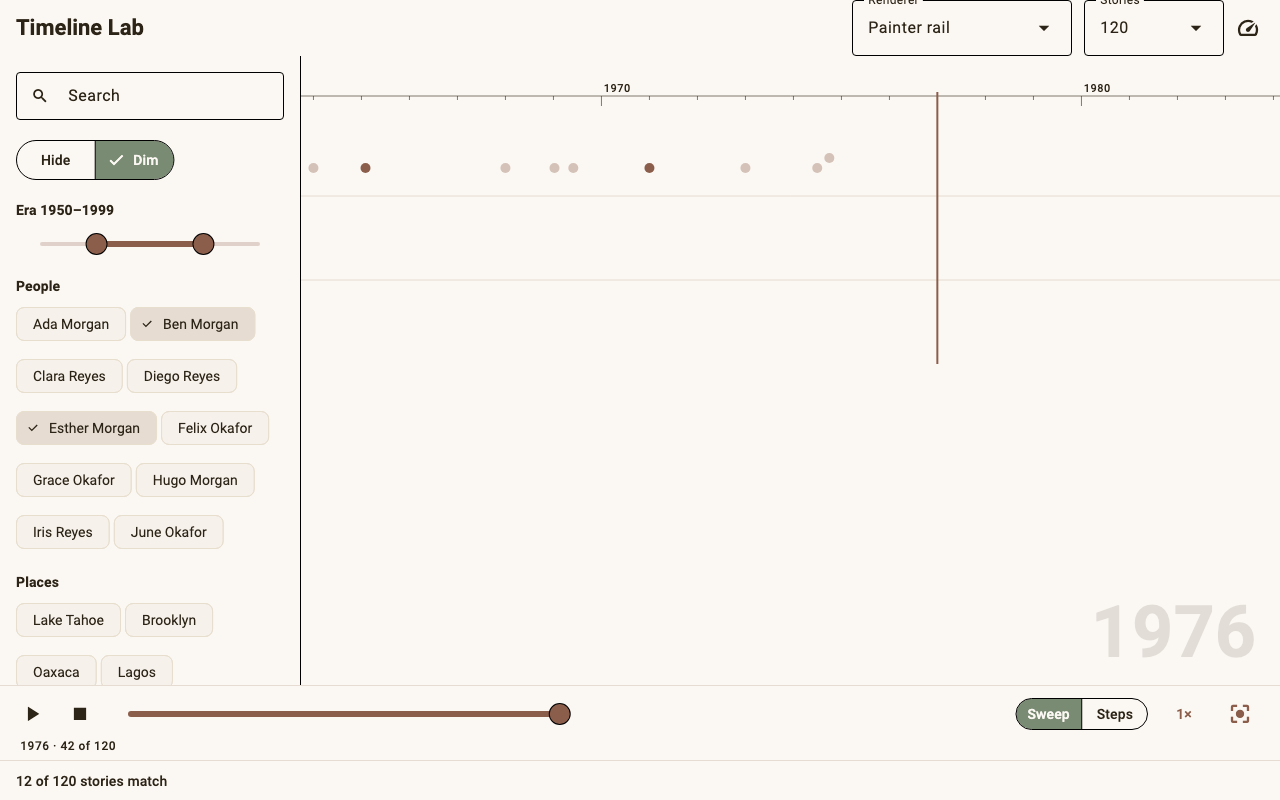 Timeline Lab
Renderer
Painter rail
Stories
120
Search
Hide
Dim
Era 1950–1999
People
Ada Morgan
Ben Morgan
Clara Reyes
Diego Reyes
Esther Morgan
Felix Okafor
Grace Okafor
Hugo Morgan
Iris Reyes
June Okafor
Places
Lake Tahoe
Brooklyn
Oaxaca
Lagos
1970
1980
1976
Sweep
Steps
1×
1976 · 42 of 120
12 of 120 stories match